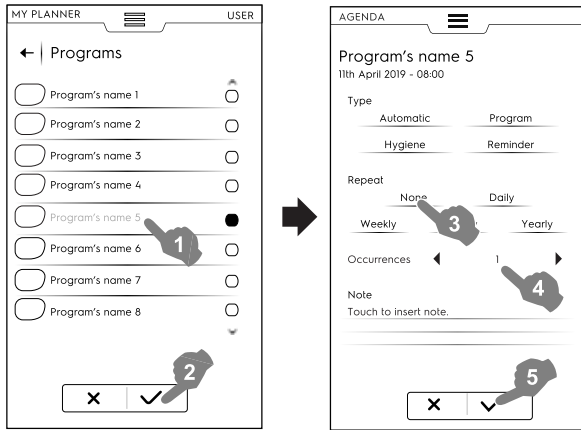 MY PLANNER USER
← Programs
Program's name 1
Program's name 2
Program's name 3
Program's name 4
Program's name 5
Program's name 6
Program's name 7
Program's name 8
1
2
AGENDA
Program's name 5
11th April 2019 - 08:00
Type
Automatic Program
Hygiene Reminder
Repeat
None Daily
3
Weekly Yearly
Occurrences 1
4
Note
Touch to insert note.
5